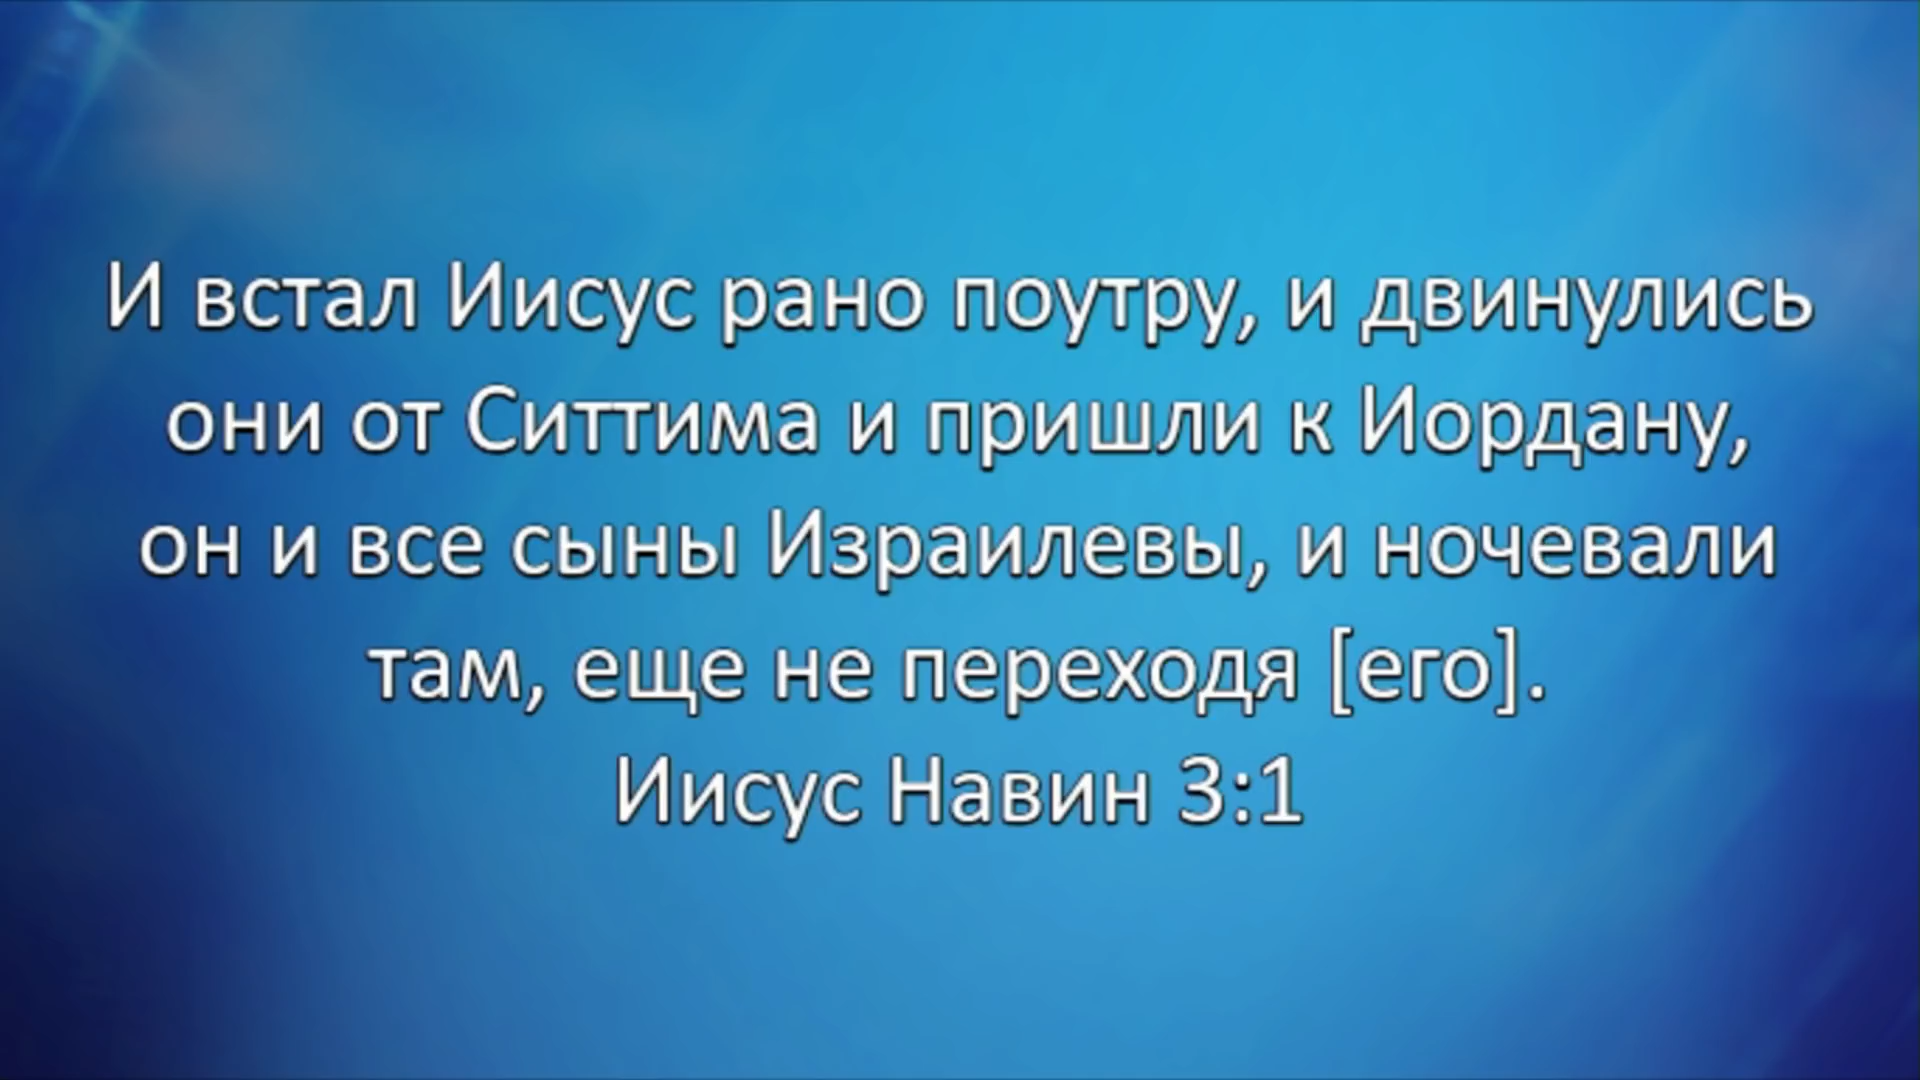 И встал Иисус рано поутру, и двинулись
они от Ситтима и пришли к Иордану,
он и все сыны Израилевы, и ночевали
там, еще не переходя [его].
Иисус Навин 3:1